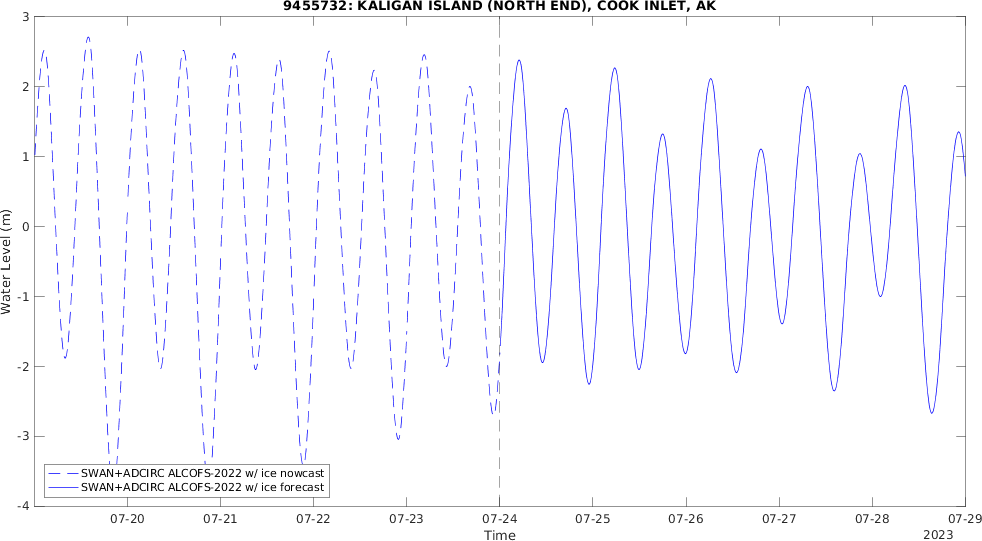 9455732: KALIGAN ISLAND (NORTH END), COOK INLET, AK
3
2
1
0
-1
-2
-3
-4
Water Level (m)
SWAN+ADCIRC ALCOFS-2022 w/ ice nowcast
SWAN+ADCIRC ALCOFS-2022 w/ ice forecast
07-20 07-21 07-22 07-23 07-24 07-25 07-26 07-27 07-28 07-29
Time
2023